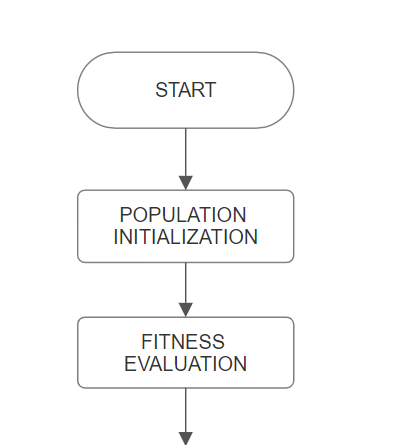 START
POPULATION
INITIALIZATION
FITNESS
EVALUATION